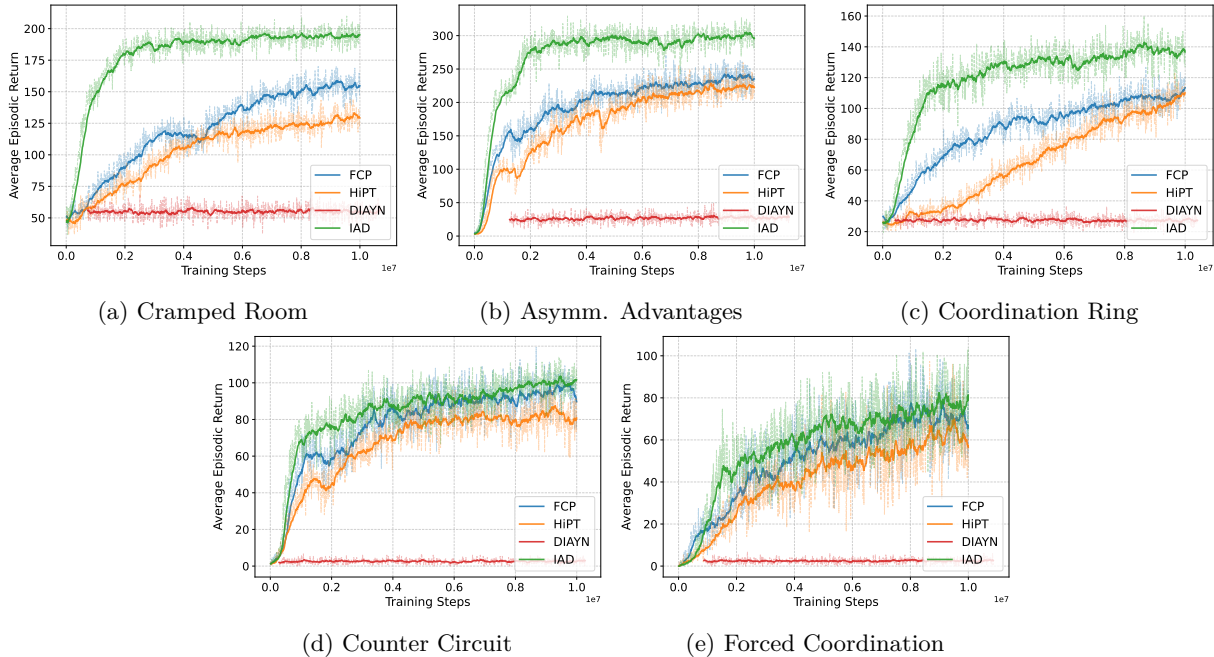 Average Episodic Return
200
175
150
125
100
75
50
0.0 0.2 0.4 0.6 0.8 1.0
1e7
Training Steps
FCP
HiPT
DIAYN
IAD
(a) Cramped Room
Average Episodic Return
300
250
200
150
100
50
0
0.0 0.2 0.4 0.6 0.8 1.0
1e7
Training Steps
FCP
HiPT
DIAYN
IAD
(b) Asymm. Advantages
Average Episodic Return
160
140
120
100
80
60
40
20
0.0 0.2 0.4 0.6 0.8 1.0
1e7
Training Steps
FCP
HiPT
DIAYN
IAD
(c) Coordination Ring
Average Episodic Return
120
100
80
60
40
20
0
0.0 0.2 0.4 0.6 0.8 1.0
1e7
Training Steps
FCP
HiPT
DIAYN
IAD
(d) Counter Circuit
Average Episodic Return
100
80
60
40
20
0
0.0 0.2 0.4 0.6 0.8 1.0
1e7
Training Steps
FCP
HiPT
DIAYN
IAD
(e) Forced Coordination